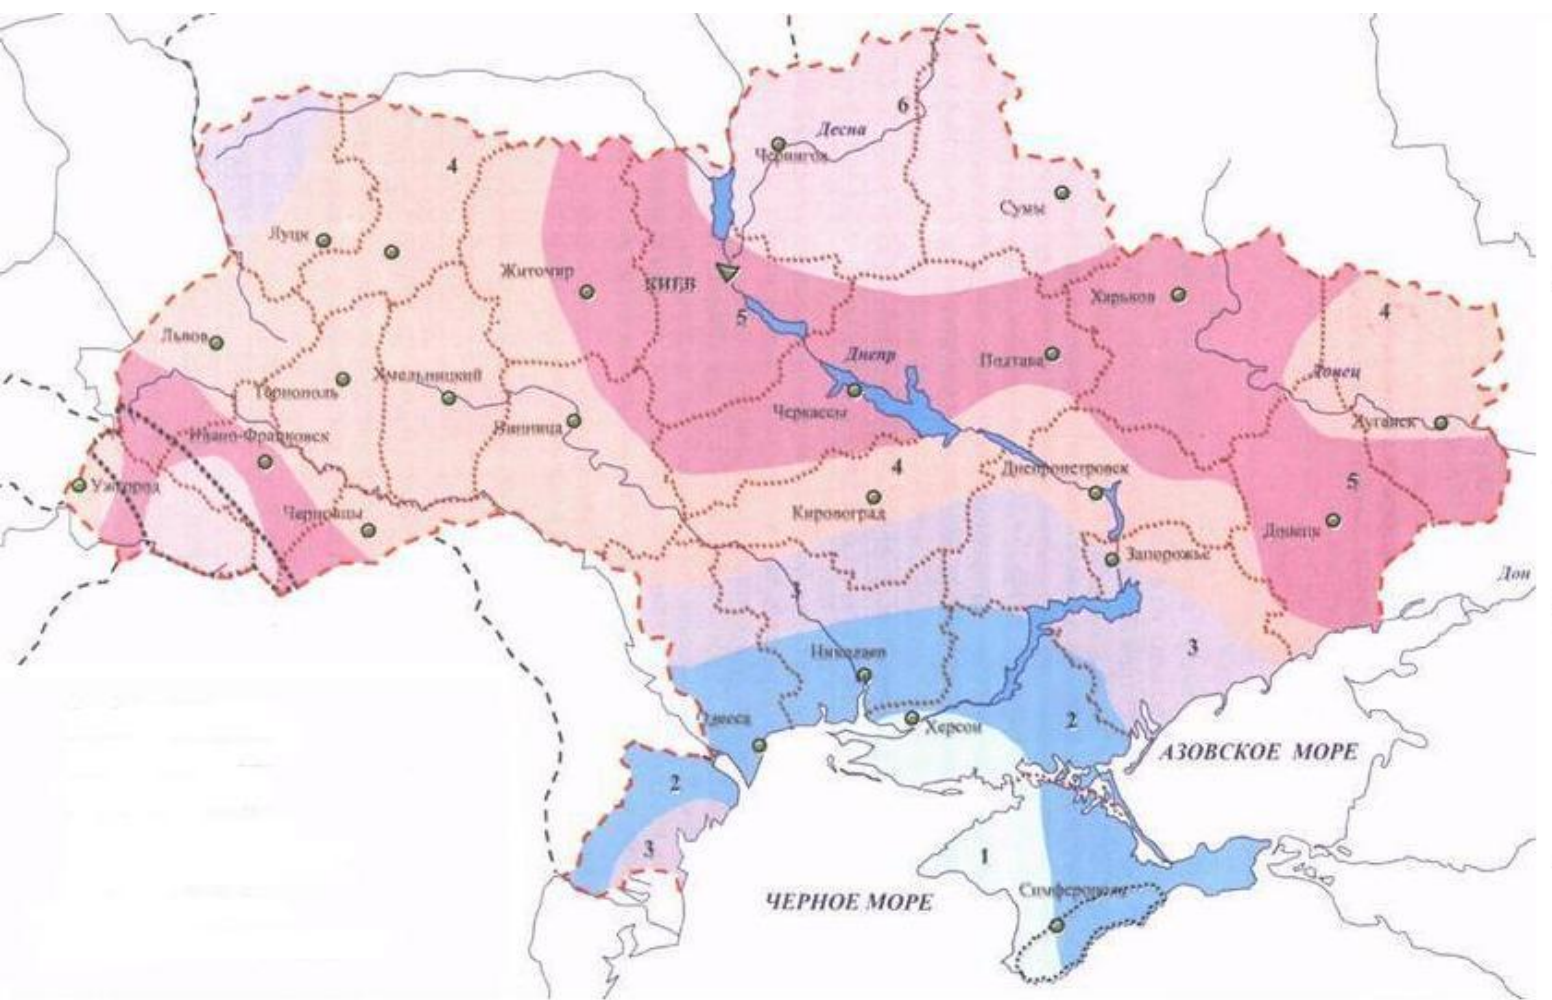 6
Десна
Чернигов
4
Сумы
Луцк
Житомир
КИЕВ
Харьков
5
4
Львов
Днепр
Полтава
Донец
Тернополь
Хмельницкий
Черкассы
Винница
Луганск
Ивано-Франковск
4
Днепропетровск
5
Ужгород
Черновцы
Кировоград
Донецк
Запорожье
Дон
3
3
Николаев
Одесса
Херсон
2
АЗОВСКОЕ МОРЕ
2
3
1
Симферополь
ЧЕРНОЕ МОРЕ